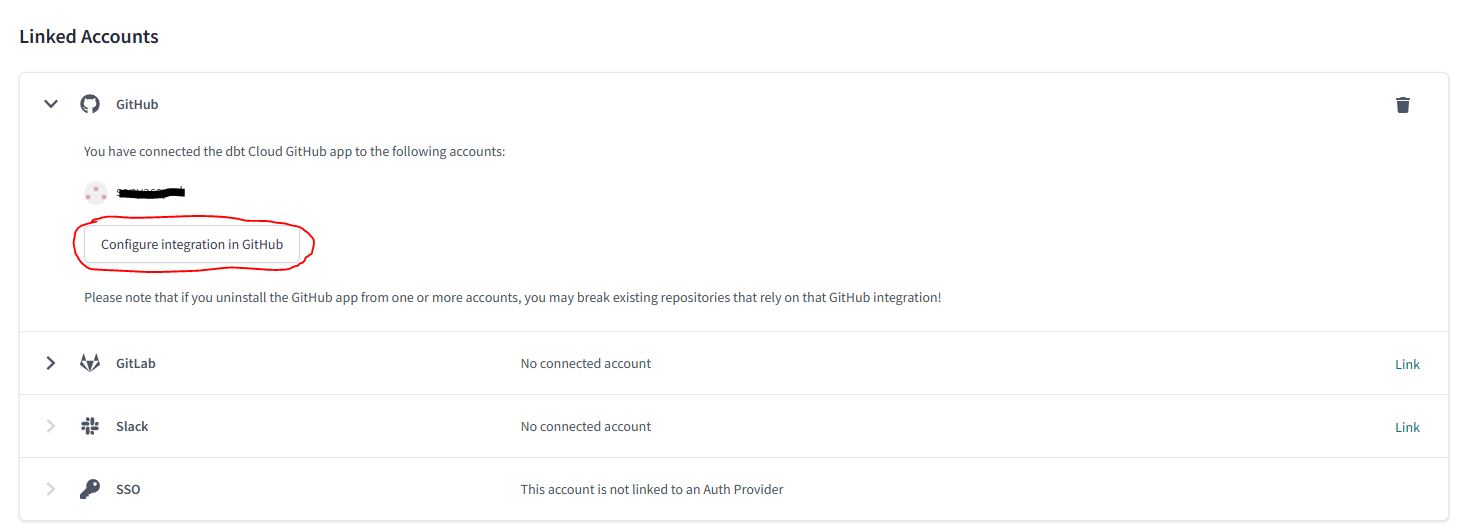 Linked Accounts
GitHub
You have connected the dbt Cloud GitHub app to the following accounts:
Configure integration in GitHub
Please note that if you uninstall the GitHub app from one or more accounts, you may break existing repositories that rely on that GitHub integration!
GitLab No connected account Link
Slack No connected account Link
SSO This account is not linked to an Auth Provider